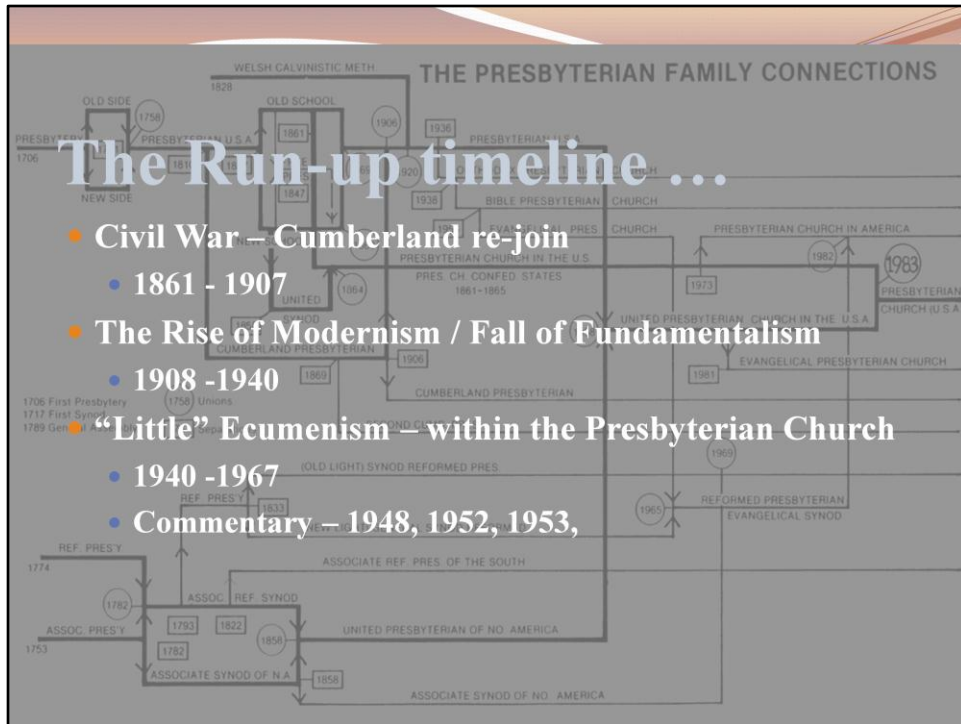 THE PRESBYTERIAN FAMILY CONNECTIONS
The Run-up timeline …
• Civil War – Cumberland re-join
• 1861 - 1907
• The Rise of Modernism / Fall of Fundamentalism
• 1908 -1940
• “Little” Ecumenism – within the Presbyterian Church
• 1940 -1967
• Commentary – 1948, 1952, 1953,
WELSH CALVINISTIC METH.
1828
OLD SIDE
1758
OLD SCHOOL
1861
1906
1936
PRESBYTERY
1706
PRESBYTERIAN U.S.A.
PRESBYTERIAN U.S.A.
1847
1920
1938
NEW SIDE
BIBLE PRESBYTERIAN CHURCH
EVANGELICAL PRES. CHURCH
PRESBYTERIAN CHURCH IN AMERICA
PRESBYTERIAN CHURCH IN THE U.S.
1982
1983
PRES. CH. CONFED. STATES
1861-1865
1864
1973
PRESBYTERIAN
CHURCH (U.S.A.
UNITED
SYNOD
UNITED PRESBYTERIAN CHURCH IN THE U.S.A.
CUMBERLAND PRESBYTERIAN
1906
1869
EVANGELICAL PRESBYTERIAN CHURCH
1981
CUMBERLAND PRESBYTERIAN
1706 First Presbytery
1717 First Synod
1758 Unions
1969
(OLD LIGHT) SYNOD REFORMED PRES.
REF. PRES'Y
1833
1965
REFORMED PRESBYTERIAN
EVANGELICAL SYNOD
REF. PRES'Y
1774
ASSOCIATE REF. PRES. OF THE SOUTH
1782
ASSOC. REF. SYNOD
1793
1822
1858
ASSOC. PRES'Y
1753
1782
UNITED PRESBYTERIAN OF NO. AMERICA
ASSOCIATE SYNOD OF N.A.
1858
ASSOCIATE SYNOD OF NO. AMERICA